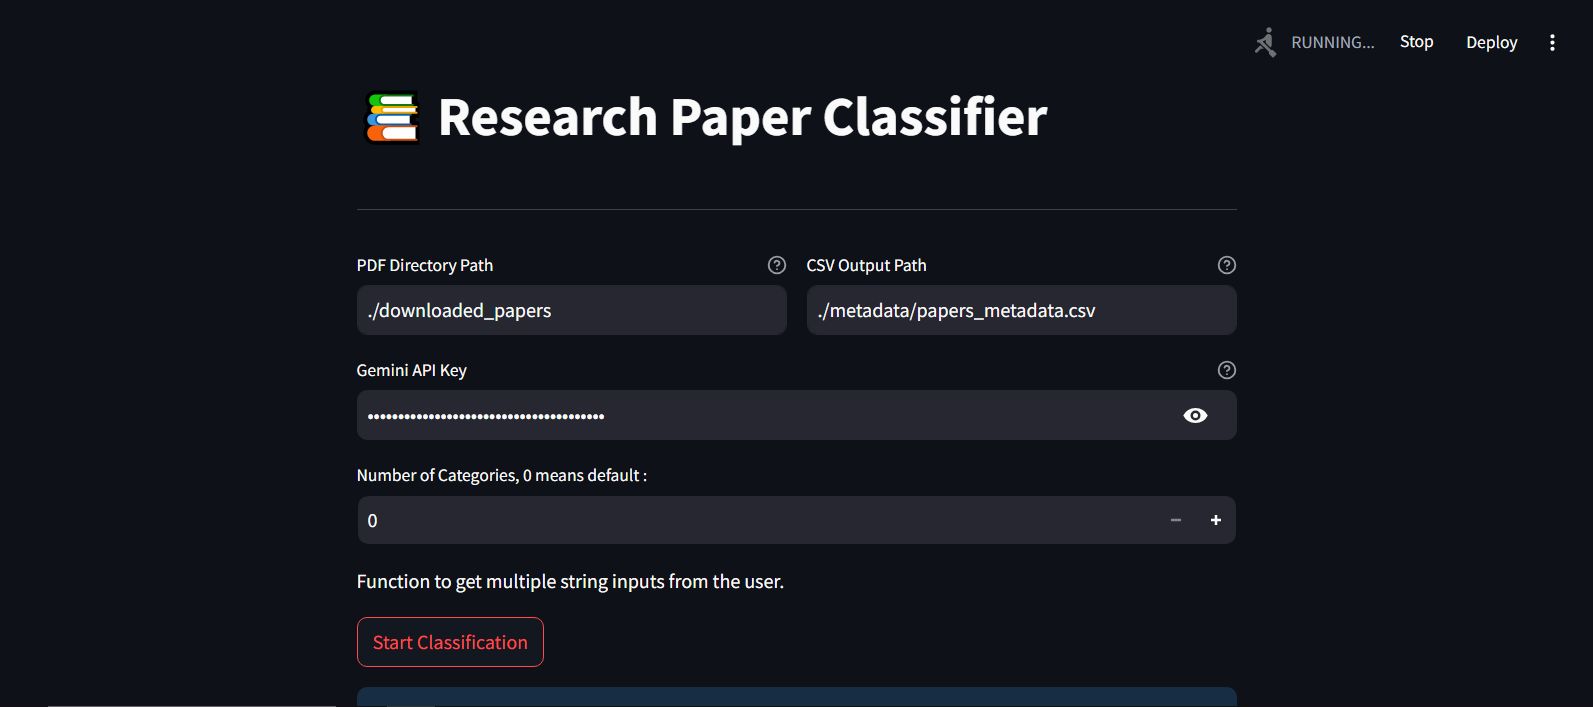 RUNNING... Stop Deploy
Research Paper Classifier
PDF Directory Path CSV Output Path
./downloaded_papers ./metadata/papers_metadata.csv
Gemini API Key
Number of Categories, 0 means default :
0
Function to get multiple string inputs from the user.
Start Classification